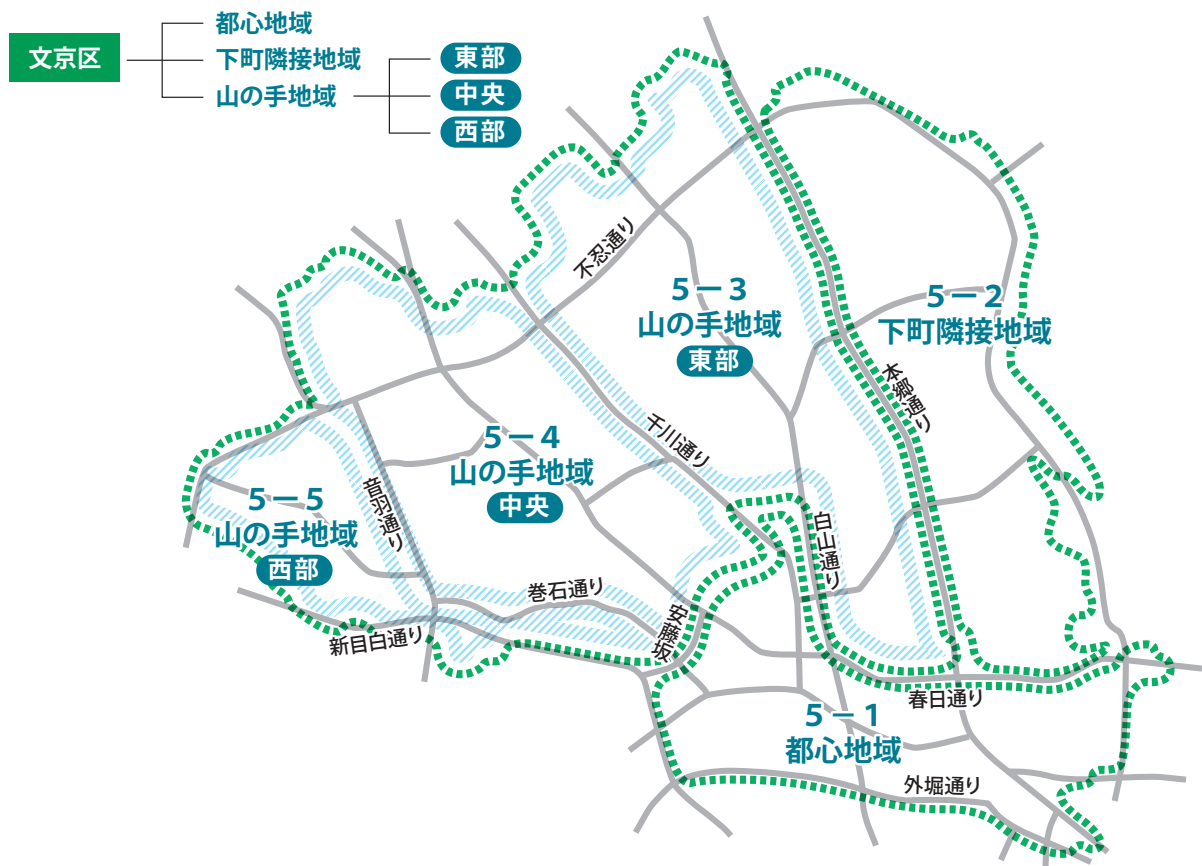 文京区
都心地域
下町隣接地域
山の手地域
東部
中央
西部
不忍通り
5－3
山の手地域
東部
5－2
下町隣接地域
本郷通り
千川通り
5－4
山の手地域
中央
音羽通り
5－5
山の手地域
西部
白山通り
巻石通り
安藤坂
新目白通り
春日通り
5－1
都心地域
外堀通り